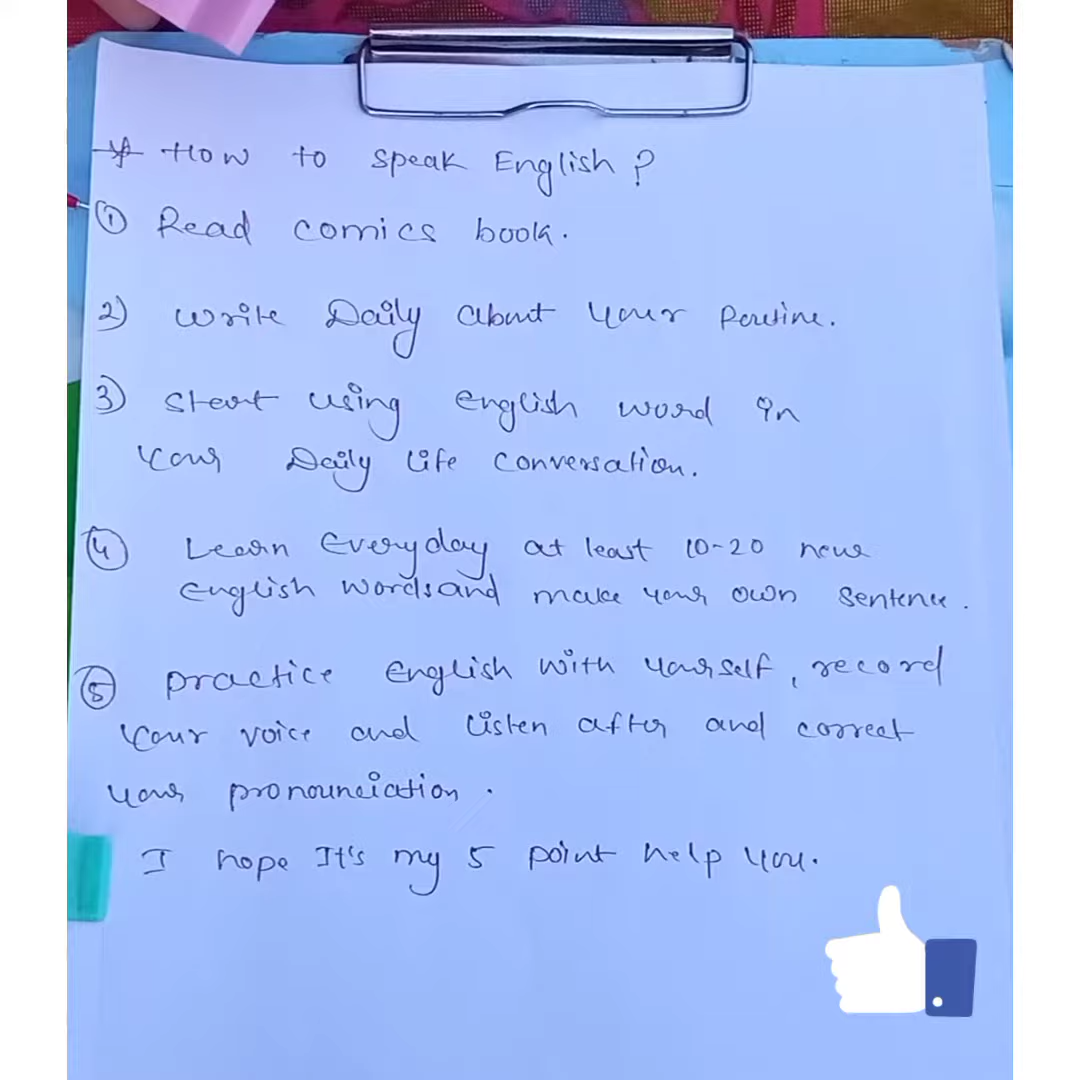 * How to speak English?
① Read comics book.
2) write Daily about your Routine.
3) Start using english word in
your Daily life conversation.
④ Learn Everyday at least 10-20 new
English words and make your own sentence.
⑤ practice English with yourself, record
your voice and listen after and correct
your pronounciation.
I hope It's my 5 point help you.